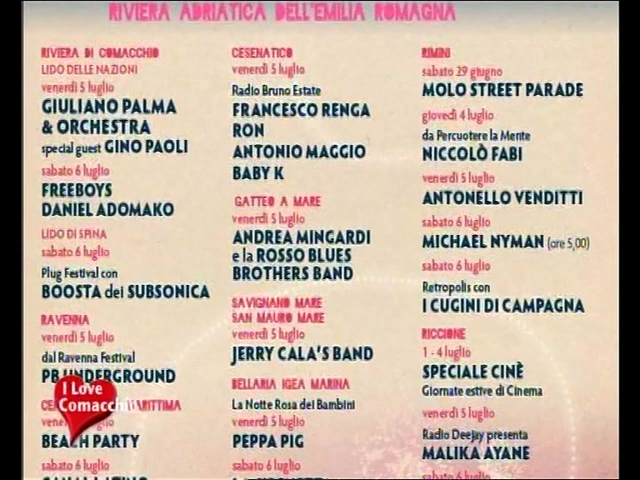 RIVIERA ADRIATICA DELL'EMILIA ROMAGNA
RIVIERA DI COMACCHIO
LIDO DELLE NAZIONI
venerdì 5 luglio
GIULIANO PALMA
& ORCHESTRA
special guest GINO PAOLI
sabato 6 luglio
FREEBOYS
DANIEL ADOMAKO
LIDO DI SPINA
sabato 6 luglio
Plug Festival con
BOOSTA dei SUBSONICA
RAVENNA
venerdì 5 luglio
dal Ravenna Festival
PB UNDERGROUND
I Love
Comacchio
BEACH PARTY
sabato 6 luglio
CESENATICO
venerdì 5 luglio
Radio Bruno Estate
FRANCESCO RENGA
RON
ANTONIO MAGGIO
BABY K
GATTEO A MARE
venerdì 5 luglio
ANDREA MINGARDI
e la ROSSO BLUES
BROTHERS BAND
SAVIGNANO MARE
SAN MAURO MARE
venerdì 5 luglio
JERRY CALA'S BAND
BELLARIA IGEA MARINA
La Notte Rosa dei Bambini
venerdì 5 luglio
PEPPA PIG
sabato 6 luglio
RIMINI
sabato 29 giugno
MOLO STREET PARADE
giovedì 4 luglio
da Percuotere la Mente
NICCOLÒ FABI
venerdì 5 luglio
ANTONELLO VENDITTI
sabato 6 luglio
MICHAEL NYMAN (ore 5,00)
sabato 6 luglio
Retropolis con
I CUGINI DI CAMPAGNA
RICCIONE
1 - 4 luglio
SPECIALE CINÈ
Giornate estive di Cinema
venerdì 5 luglio
Radio Deejay presenta
MALIKA AYANE
sabato 6 luglio